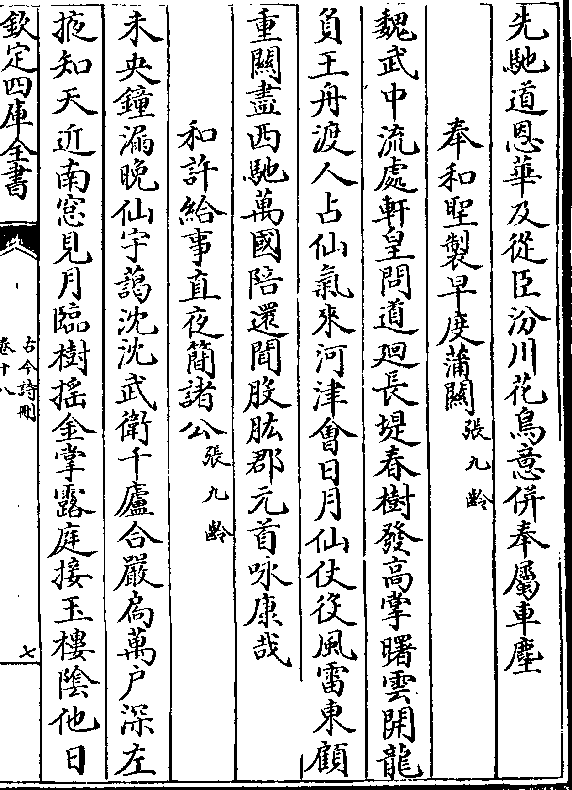 先馳道恩華及從臣汾川花鳥意併奉屬車塵
奉和聖製早度蒲關張九齡
魏武中流處軒皇問道廻長堤春樹發高掌曙雲開龍
負王舟渡人占仙氣來河津會日月仙仗役風雷東顧
重關盡西馳萬國陪還聞股肱郡元首咏康哉
和許給事直夜簡諸公張九齡
未央鐘漏晚仙宇藹沈沈武衛千廬合嚴扃萬户深左
掖知天近南窓見月臨樹搖金掌露庭接玉樓陰他日
欽定四庫全書
古今詩刪
卷十八
七